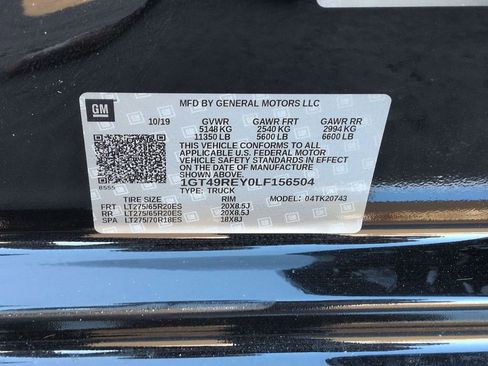 GM
MFD BY GENERAL MOTORS LLC
10/19 GVWR GAWR FRT GAWR RR
5148 KG 2540 KG 2994 KG
11350 LB 5600 LB 6600 LB
THIS VEHICLE CONFORMS TO ALL
APPLICABLE U.S. FEDERAL MOTOR
VEHICLE SAFETY STANDARDS IN
EFFECT ON THE DATE OF
MANUFACTURE SHOWN ABOVE.
1GT49REY0LF156504
TYPE: TRUCK
8555
TIRE SIZE RIM MODEL: 04TK20743
FRT LT275/65R20ES 20X8.5J
RR LT275/65R20ES 20X8.5J
SPA LT275/70R18ES 18X8J